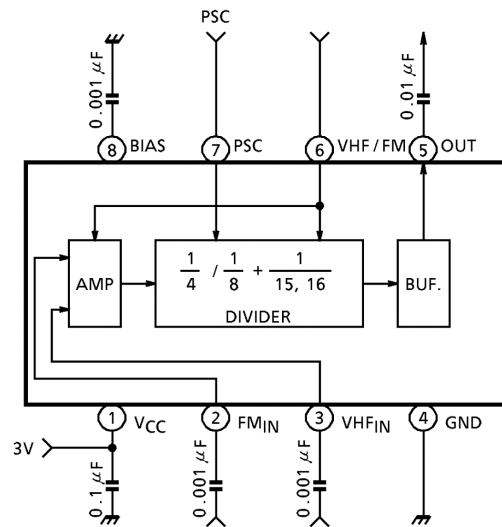 PSC
0.001 μF
0.01 μF
8 BIAS
7 PSC
6 VHF / FM
5 OUT
AMP
1/4 / 1/8 + 1/15, 16
DIVIDER
BUF.
1 VCC
2 FMIN
3 VHFIN
4 GND
3V
0.1 μF
0.001 μF
0.001 μF